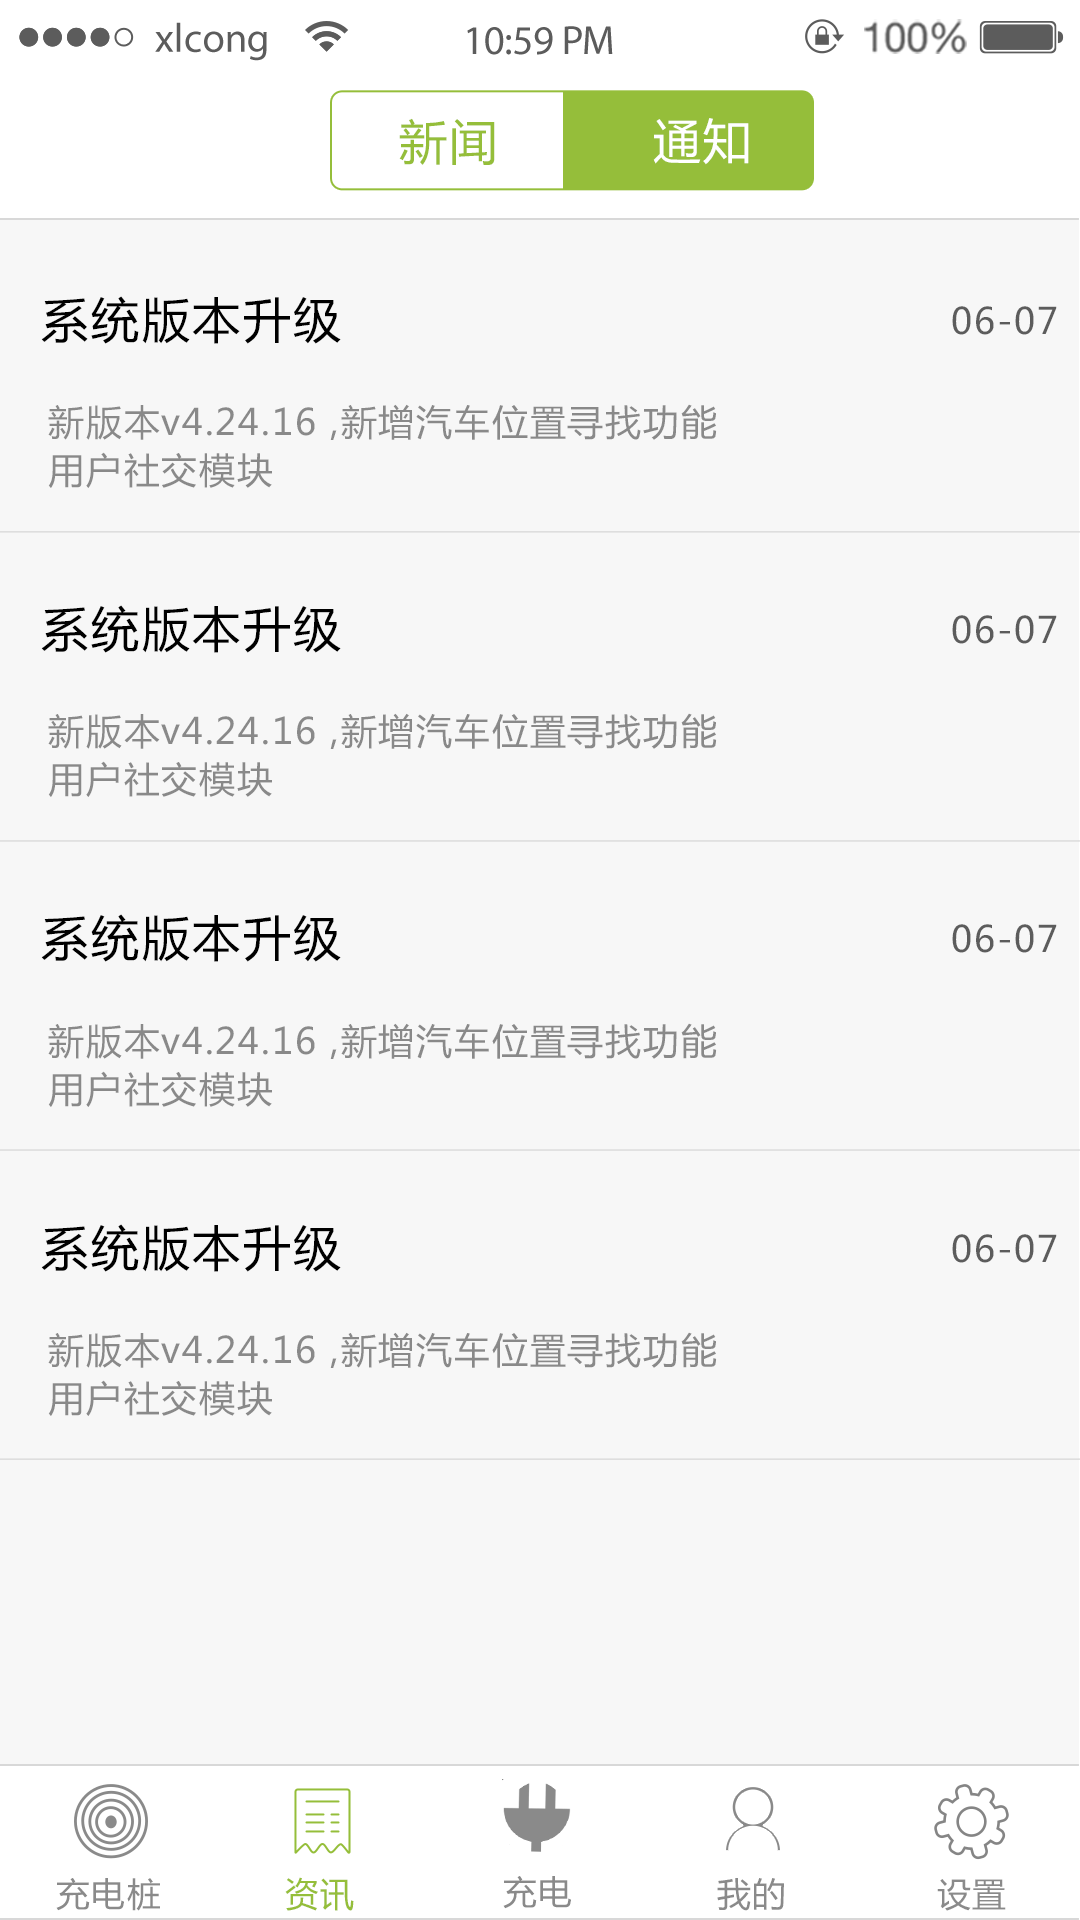 xlcong 10:59 PM 100%
新闻 通知
系统版本升级 06-07
新版本v4.24.16 ,新增汽车位置寻找功能
用户社交模块
系统版本升级 06-07
新版本v4.24.16 ,新增汽车位置寻找功能
用户社交模块
系统版本升级 06-07
新版本v4.24.16 ,新增汽车位置寻找功能
用户社交模块
系统版本升级 06-07
新版本v4.24.16 ,新增汽车位置寻找功能
用户社交模块
充电桩 资讯 充电 我的 设置